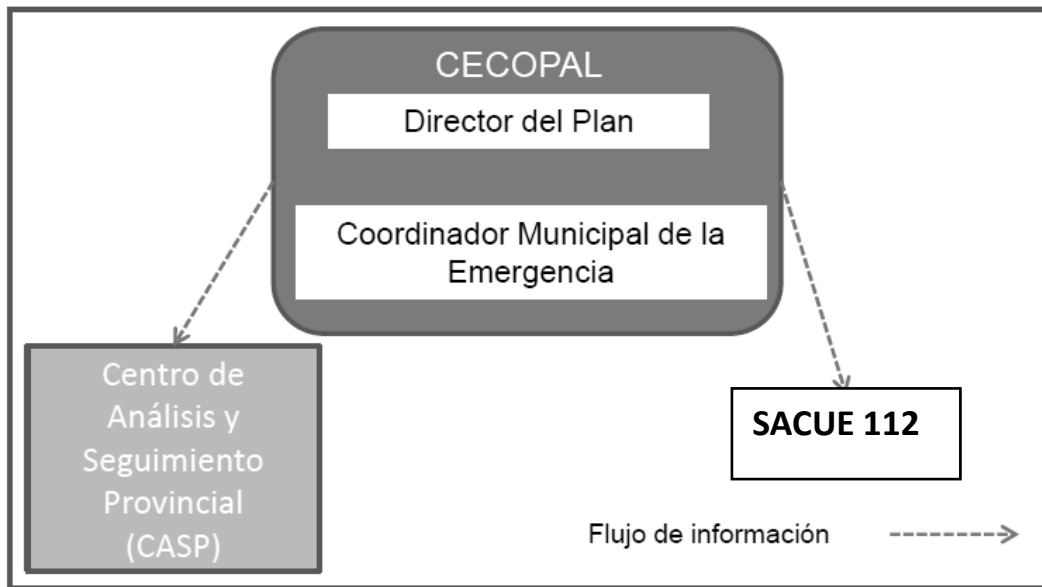 CECOPAL
Director del Plan
Coordinador Municipal de la
Emergencia
Centro de
Análisis y
Seguimiento
Provincial
(CASP)
SACUE 112
Flujo de información